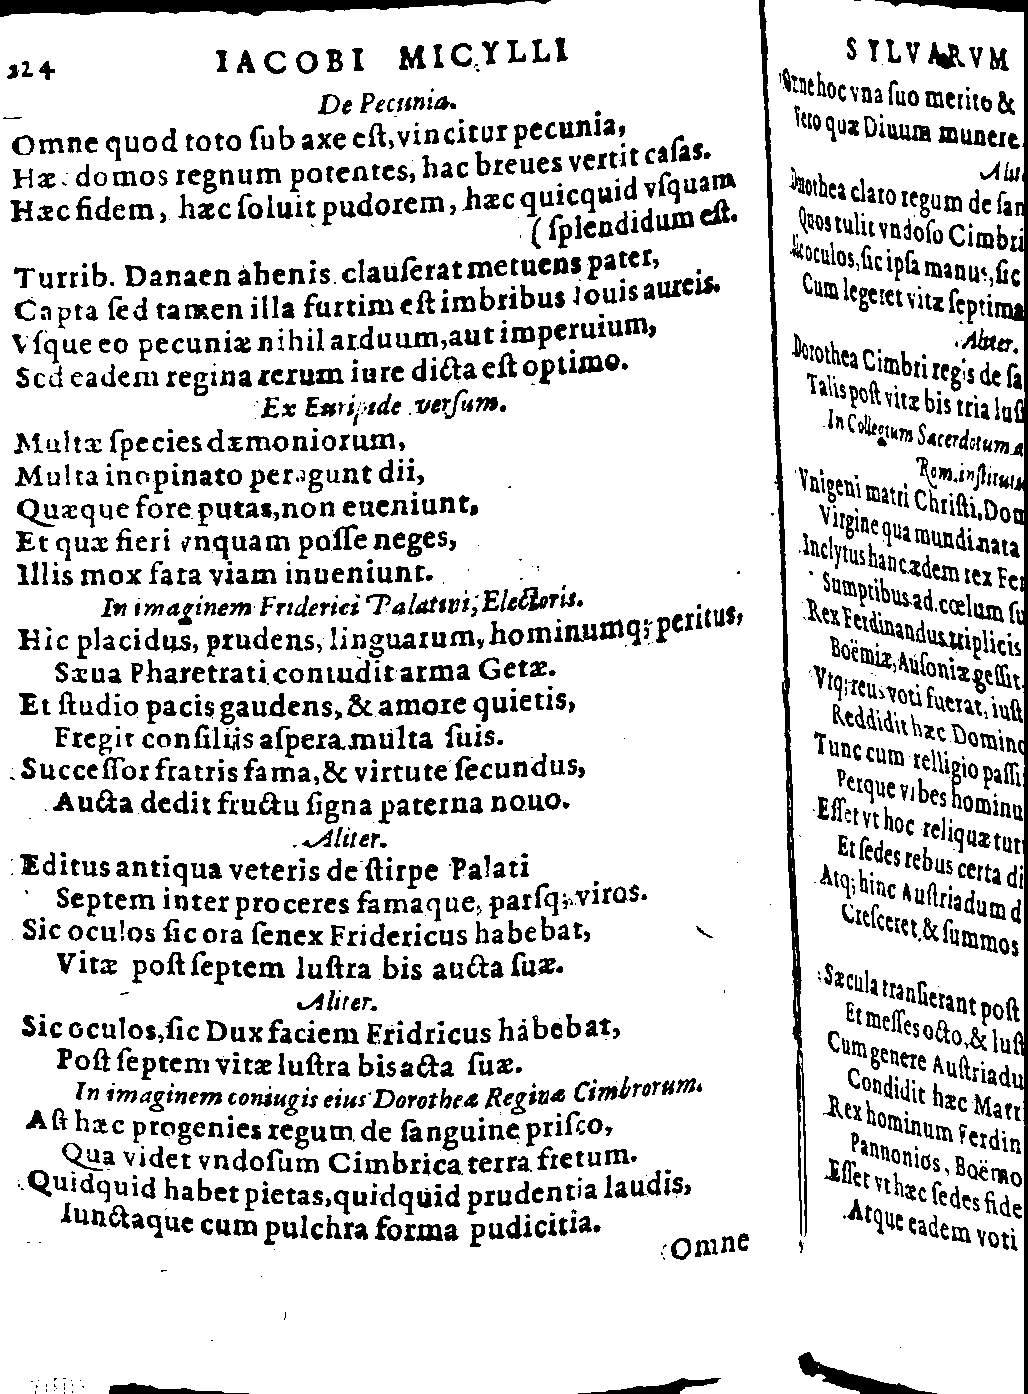 224 IACOBI MICYLLI
De Pecunia.
Omne quod toto ſub axe eſt, vincitur pecunia,
Hæ. domos regnum potentes, hac breues vertit caſas.
Hæc fidem, hæc ſoluit pudorem, hæc quicquid vſquam
(ſplendidum eſt.
Turrib. Danaen ahenis clauſerat metuens pater,
Capta ſed tamen illa furtim eſt imbribus Iouis aureis.
Vſque eo pecuniæ nihil arduum, aut imperuium,
Sed eadem regina rerum iure dicta eſt optimo.
Ex Euripide verſum.
Multæ ſpecies dæmoniorum,
Multa inopinato peragunt dii,
Quæque fore putas, non eueniunt,
Et quæ fieri vnquam poſſe neges,
Illis mox fata viam inueniunt.
In imaginem Friderici Palatini, Electoris.
Hic placidus, prudens, linguarum, hominumq; peritus,
Sæua Pharetrati contudit arma Getæ.
Et ſtudio pacis gaudens, & amore quietis,
Fregit conſiliis aſpera multa ſuis.
Succeſſor fratris fama, & virtute ſecundus,
Aucta dedit fructu ſigna paterna nouo.
Aliter.
Editus antiqua veteris de ſtirpe Palati
Septem inter proceres famaque, parſq; viros.
Sic oculos ſic ora ſenex Fridericus habebat,
Vitæ poſt ſeptem luſtra bis aucta ſuæ.
Aliter.
Sic oculos, ſic Dux faciem Fridricus habebat,
Poſt ſeptem vitæ luſtra bis acta ſuæ.
In imaginem coniugis eius Dorotheæ Reginæ Cimbrorum.
Aſt hæc progenies regum de ſanguine priſco,
Qua videt vndoſum Cimbrica terra fretum.
Quidquid habet pietas, quidquid prudentia laudis,
Iunctaque cum pulchra forma pudicitia.
Omne
SYLVARVM
Omne hoc vna ſuo merito &
Vero quæ Diuum munere
Dorothea claro regum de ſan
Quos tulit vndoſo Cimbri
Sic oculos, ſic ipſa manus, ſic
Cum legeret vitæ ſeptima
Aliter.
Dorothea Cimbri regis de ſa
Talis poſt vitæ bis tria luſt
In Collegium Sacerdotum a
Rom. inſtitutu
Vnigeni matri Chriſti, Dom
Virgine qua mundi nata
Inclytus hanc ædem rex Fer
Sumptibus ad cœlum ſu
Rex Ferdinandus triplicis
Boëmiæ, Auſoniæ geſſit
Vtq; reus voti fuerat, iuſt
Reddidit hæc Domino
Tunc cum relligio paſſi
Perque vrbes hominu
Eſſet vt hoc reliquæ tut
Et ſedes rebus certa di
Atq; hinc Auſtriadum d
Creſceret, & ſummos
Sæcula tranſierant poſt
Et meſſes octo, & luſt
Cum genere Auſtriadu
Condidit hæc Matr
Rex hominum Ferdin
Pannonios, Boëmo
Eſſet vt hæc ſedes fide
Atque eadem voti